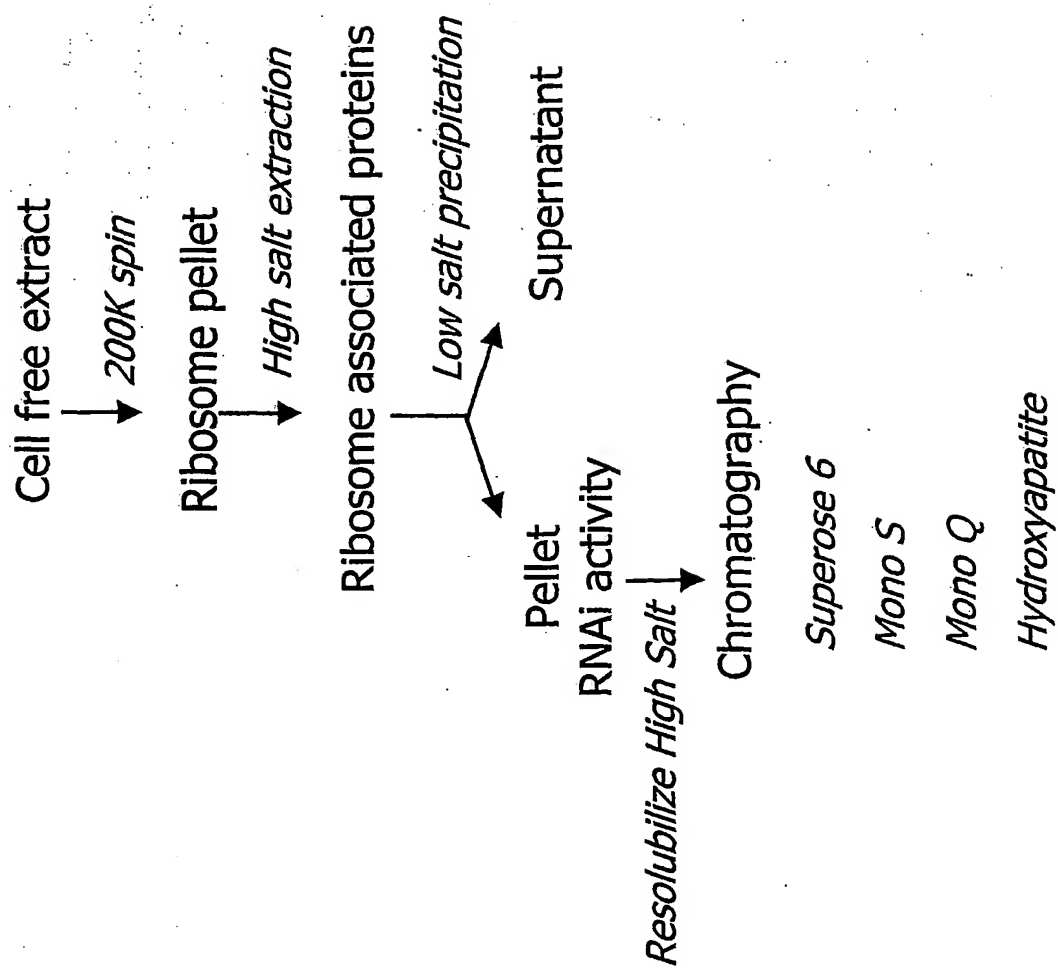 Cell free extract
200K spin
Ribosome pellet
High salt extraction
Ribosome associated proteins
Low salt precipitation
Pellet
RNAi activity
Supernatant
Resolubilize High Salt
Chromatography
Superose 6
Mono S
Mono Q
Hydroxyapatite